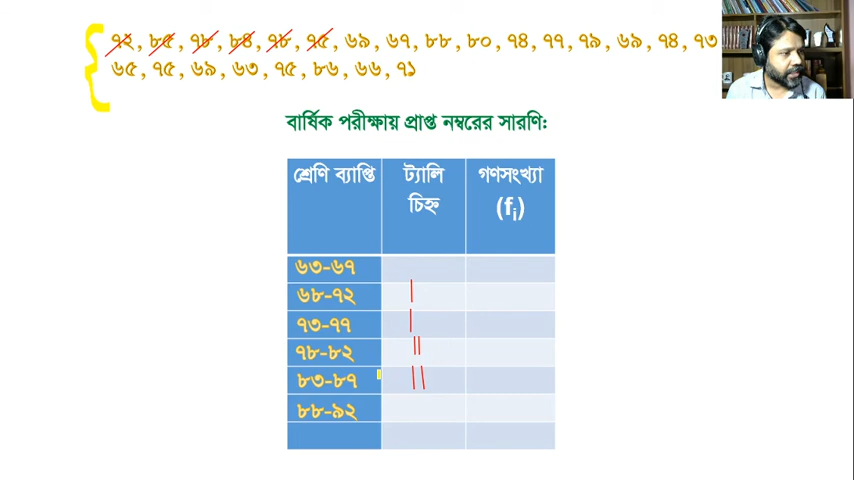 ৭২, ৮৫, ৭৮, ৮৪, ৭৮, ৭৫, ৬৯, ৬৭, ৮৮, ৮০, ৭৪, ৭৭, ৭৯, ৬৯, ৭৪, ৭৩
৬৫, ৭৫, ৬৯, ৬৩, ৭৫, ৮৬, ৬৬, ৭১
বার্ষিক পরীক্ষায় প্রাপ্ত নম্বরের সারণি:
শ্রেণি ব্যাপ্তি ট্যালি চিহ্ন গণসংখ্যা (fi)
৬৩-৬৭
৬৮-৭২ |
৭৩-৭৭ |
৭৮-৮২ ||
৮৩-৮৭ ||
৮৮-৯২